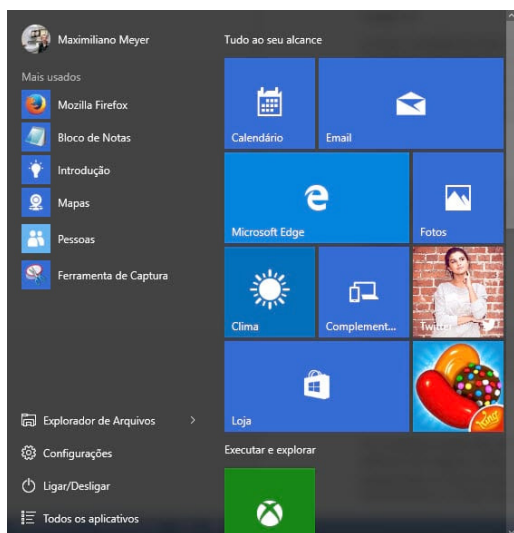 Maximiliano Meyer
Mais usados
Mozilla Firefox
Bloco de Notas
Introdução
Mapas
Pessoas
Ferramenta de Captura
Explorador de Arquivos
Configurações
Ligar/Desligar
Todos os aplicativos
Tudo ao seu alcance
Calendário
Email
Microsoft Edge
Fotos
Clima
Complement...
Twitter
Loja
King
Executar e explorar